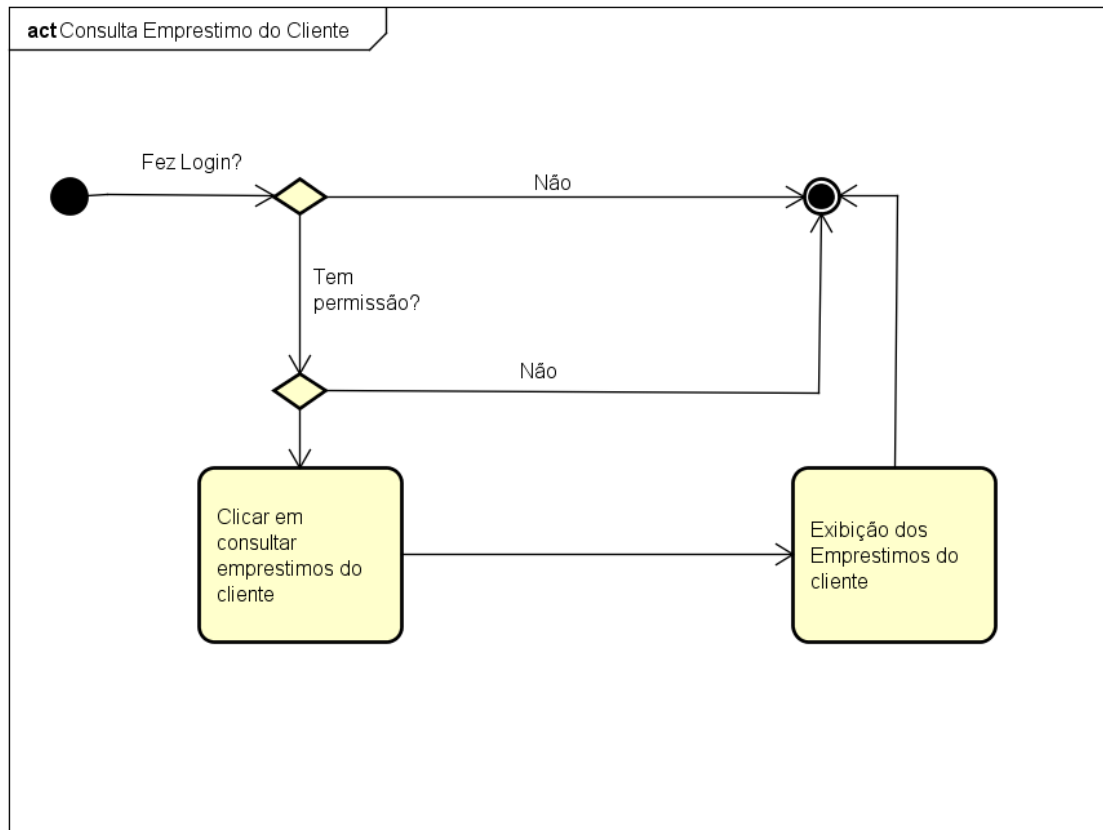 act Consulta Emprestimo do Cliente
Fez Login?
Não
Tem
permissão?
Não
Clicar em
consultar
emprestimos do
cliente
Exibição dos
Emprestimos do
cliente